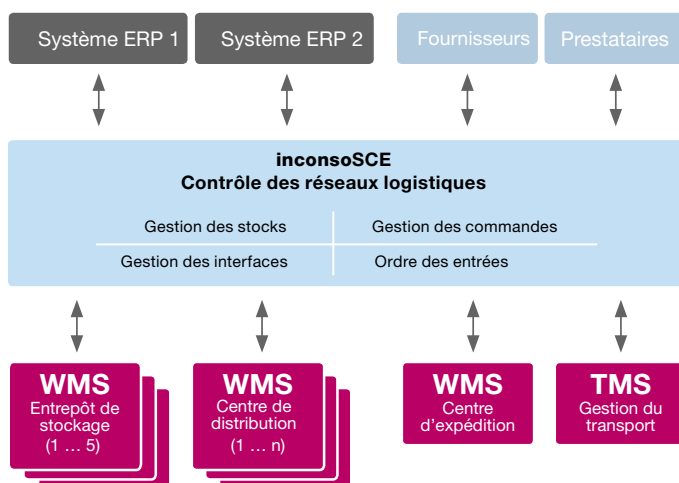 Système ERP 1
Système ERP 2
Fournisseurs
Prestataires
inconsoSCE
Contrôle des réseaux logistiques
Gestion des stocks
Gestion des commandes
Gestion des interfaces
Ordre des entrées
WMS
Entrepôt de
stockage
(1 … 5)
WMS
Centre de
distribution
(1 … n)
WMS
Centre
d'expédition
TMS
Gestion du
transport